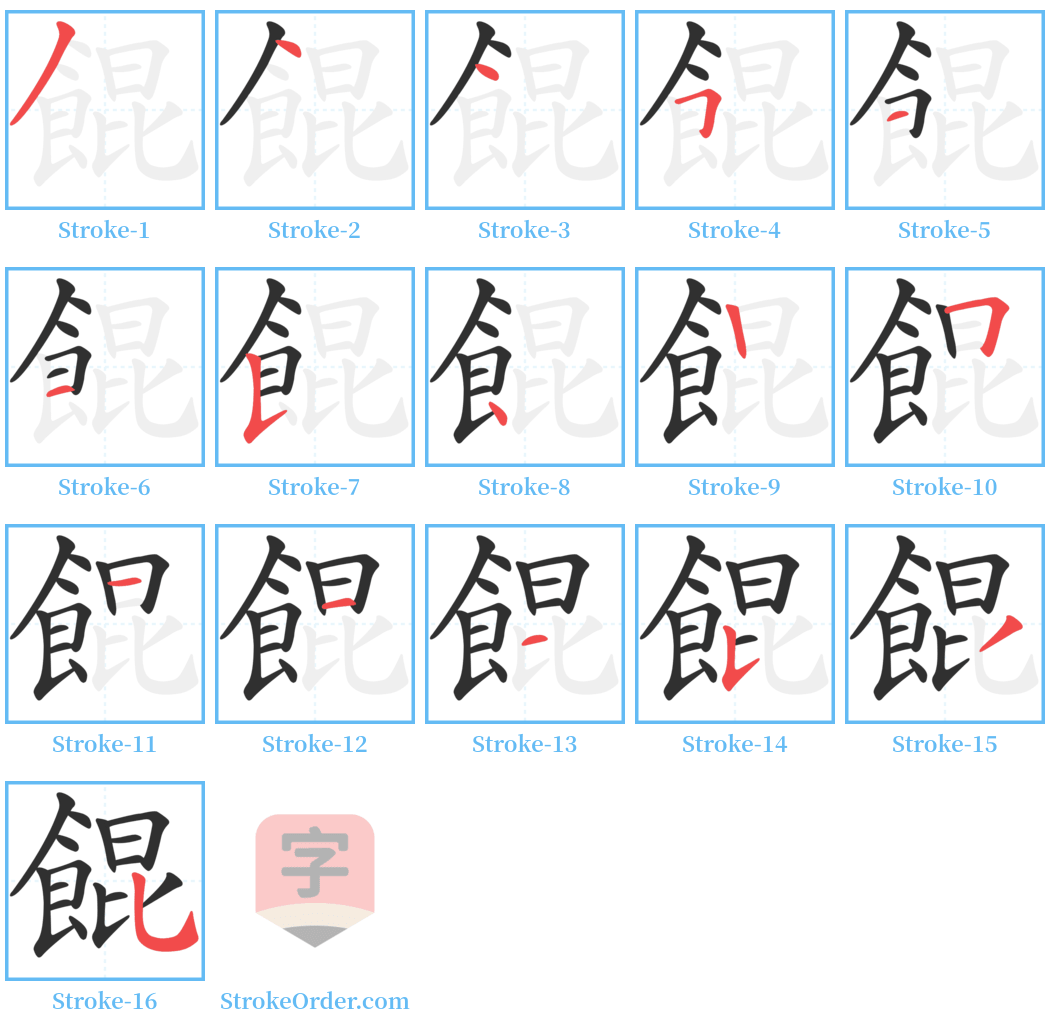 Stroke-1 Stroke-2 Stroke-3 Stroke-4 Stroke-5
Stroke-6 Stroke-7 Stroke-8 Stroke-9 Stroke-10
Stroke-11 Stroke-12 Stroke-13 Stroke-14 Stroke-15
餛 字
Stroke-16 StrokeOrder.com